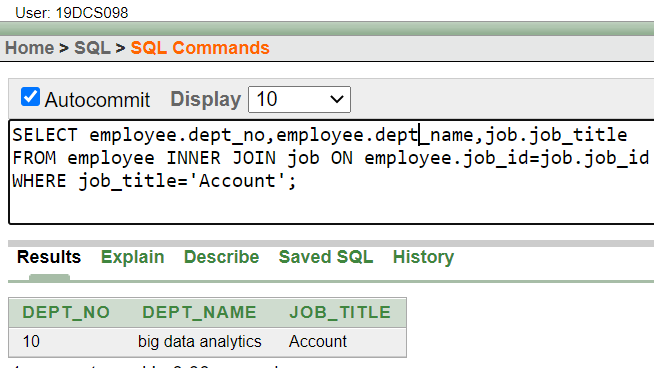 User: 19DCS098
Home > SQL > SQL Commands
Autocommit Display 10
SELECT employee.dept_no,employee.dept_name,job.job_title
FROM employee INNER JOIN job ON employee.job_id=job.job_id
WHERE job_title='Account';
Results Explain Describe Saved SQL History
DEPT_NO DEPT_NAME JOB_TITLE
10 big data analytics Account